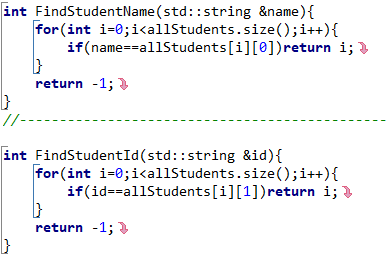 int FindStudentName(std::string &name){
    for(int i=0;i<allStudents.size();i++){
        if(name==allStudents[i][0])return i;
    }
    return -1;
}
//----------------------------------------------
int FindStudentId(std::string &id){
    for(int i=0;i<allStudents.size();i++){
        if(id==allStudents[i][1])return i;
    }
    return -1;
}